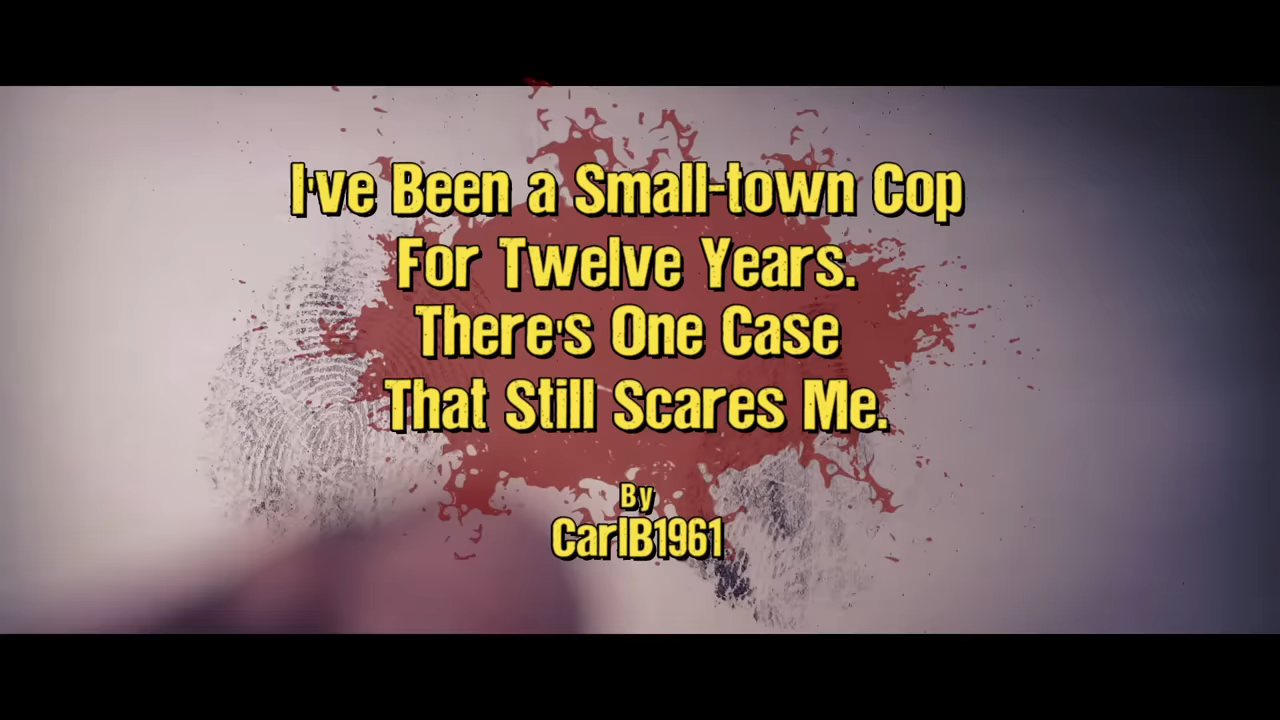 I've Been a Small-town Cop
For Twelve Years.
There's One Case
That Still Scares Me.
By
CarlB1961